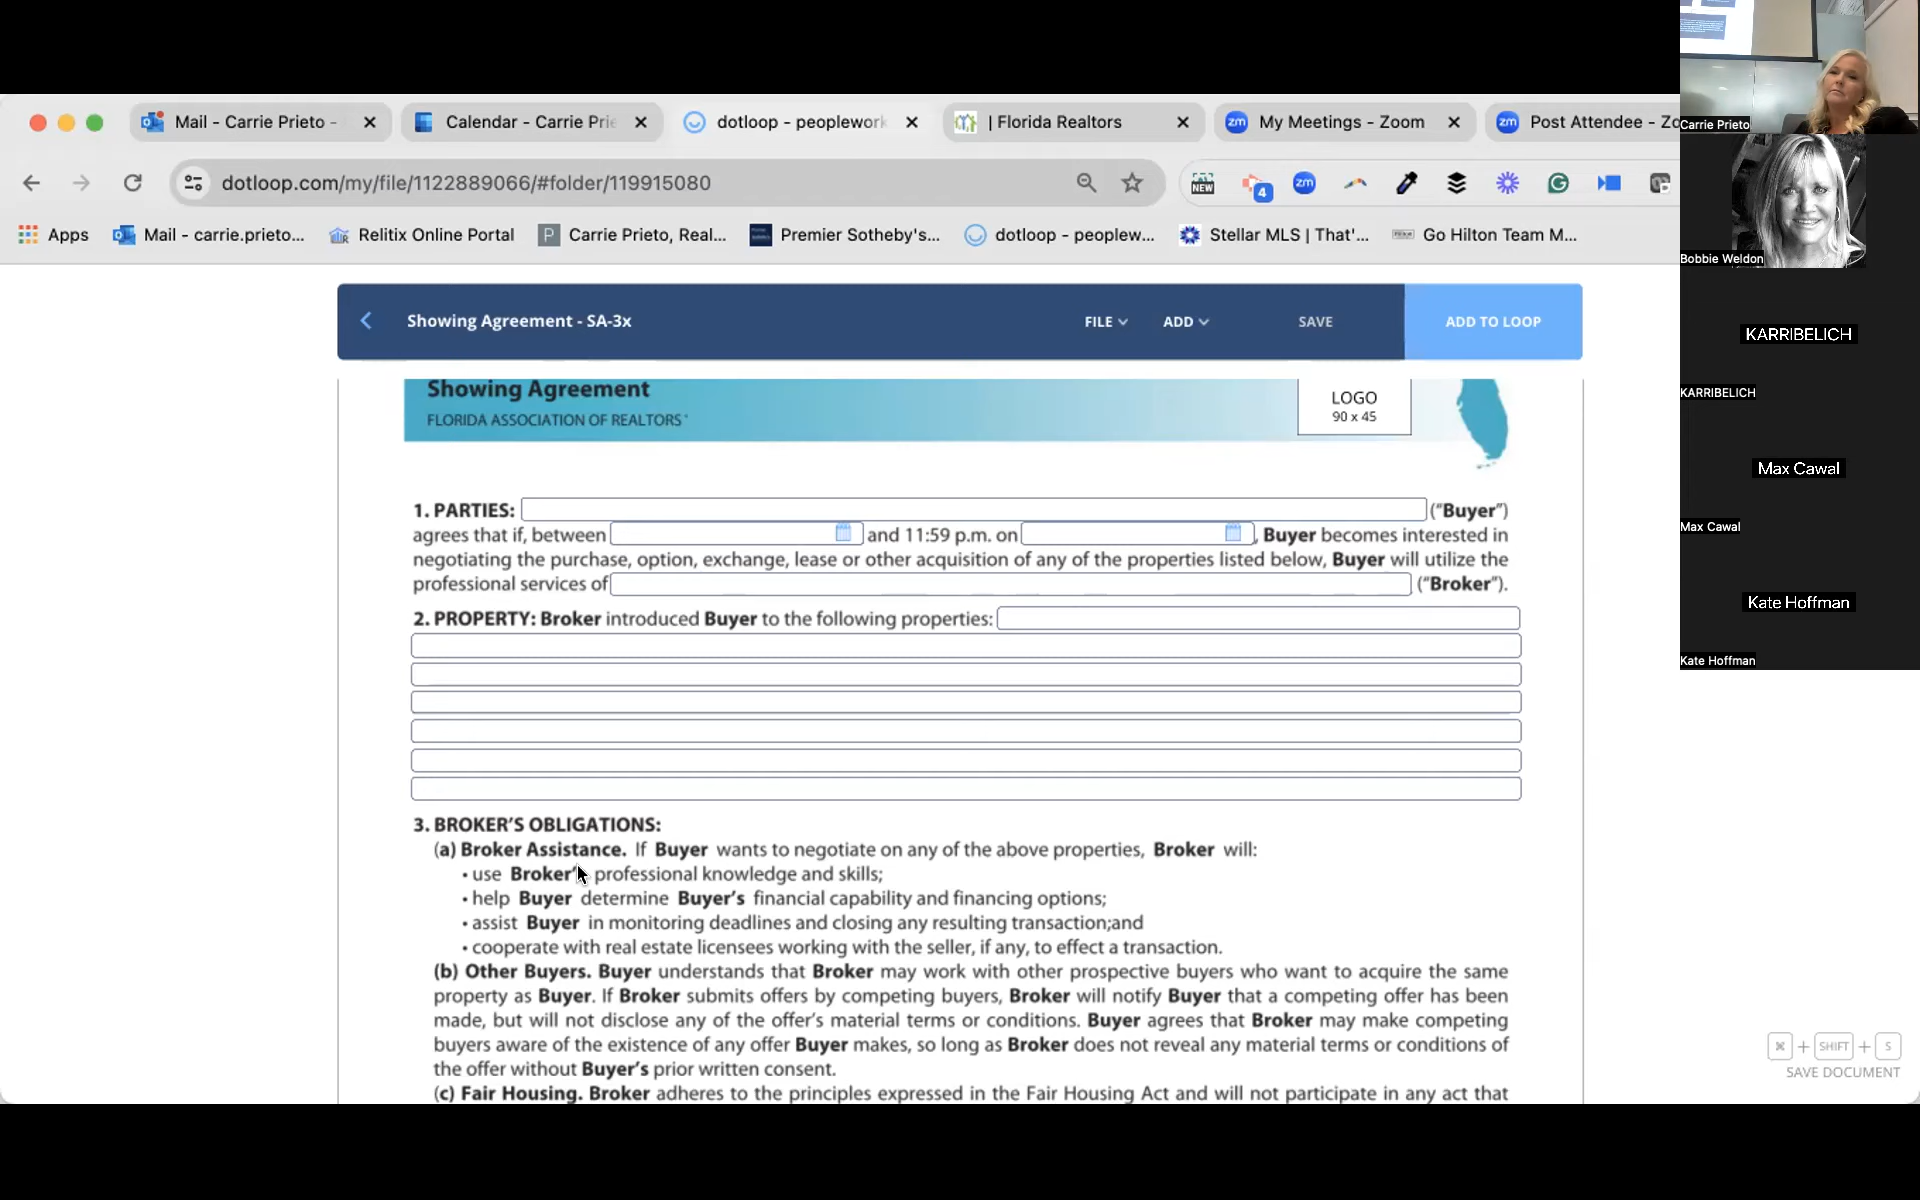 Mail - Carrie Prieto -
Calendar - Carrie Prie
dotloop - peoplework
| Florida Realtors
My Meetings - Zoom
Post Attendee - Zo
dotloop.com/my/file/1122889066/#folder/119915080
NEW
4
zm
Apps
Mail - carrie.prieto...
Relitix Online Portal
P
Carrie Prieto, Real...
Premier Sotheby's...
dotloop - peoplew...
Stellar MLS | That'...
Go Hilton Team M...
Showing Agreement - SA-3x
FILE
ADD
SAVE
ADD TO LOOP
Showing Agreement
FLORIDA ASSOCIATION OF REALTORS
LOGO
90 x 45
1. PARTIES: ("Buyer")
agrees that if, between and 11:59 p.m. on , Buyer becomes interested in
negotiating the purchase, option, exchange, lease or other acquisition of any of the properties listed below, Buyer will utilize the
professional services of ("Broker").
2. PROPERTY: Broker introduced Buyer to the following properties:
3. BROKER'S OBLIGATIONS:
(a) Broker Assistance. If Buyer wants to negotiate on any of the above properties, Broker will:
• use Broker's professional knowledge and skills;
• help Buyer determine Buyer's financial capability and financing options;
• assist Buyer in monitoring deadlines and closing any resulting transaction;and
• cooperate with real estate licensees working with the seller, if any, to effect a transaction.
(b) Other Buyers. Buyer understands that Broker may work with other prospective buyers who want to acquire the same
property as Buyer. If Broker submits offers by competing buyers, Broker will notify Buyer that a competing offer has been
made, but will not disclose any of the offer's material terms or conditions. Buyer agrees that Broker may make competing
buyers aware of the existence of any offer Buyer makes, so long as Broker does not reveal any material terms or conditions of
the offer without Buyer's prior written consent.
(c) Fair Housing. Broker adheres to the principles expressed in the Fair Housing Act and will not participate in any act that
⌘ + SHIFT + S
SAVE DOCUMENT
Carrie Prieto
Bobbie Weldon
KARRIBELICH
KARRIBELICH
Max Cawal
Max Cawal
Kate Hoffman
Kate Hoffman